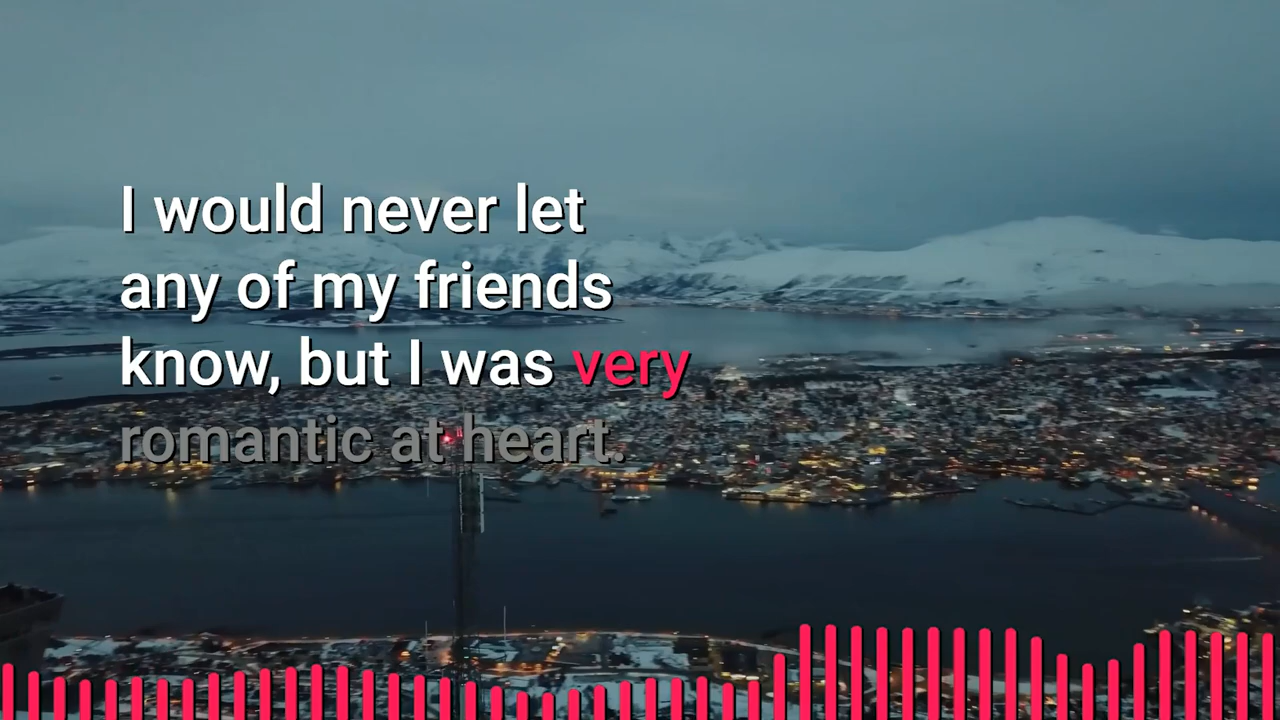 I would never let
any of my friends
know, but I was very
romantic at heart.